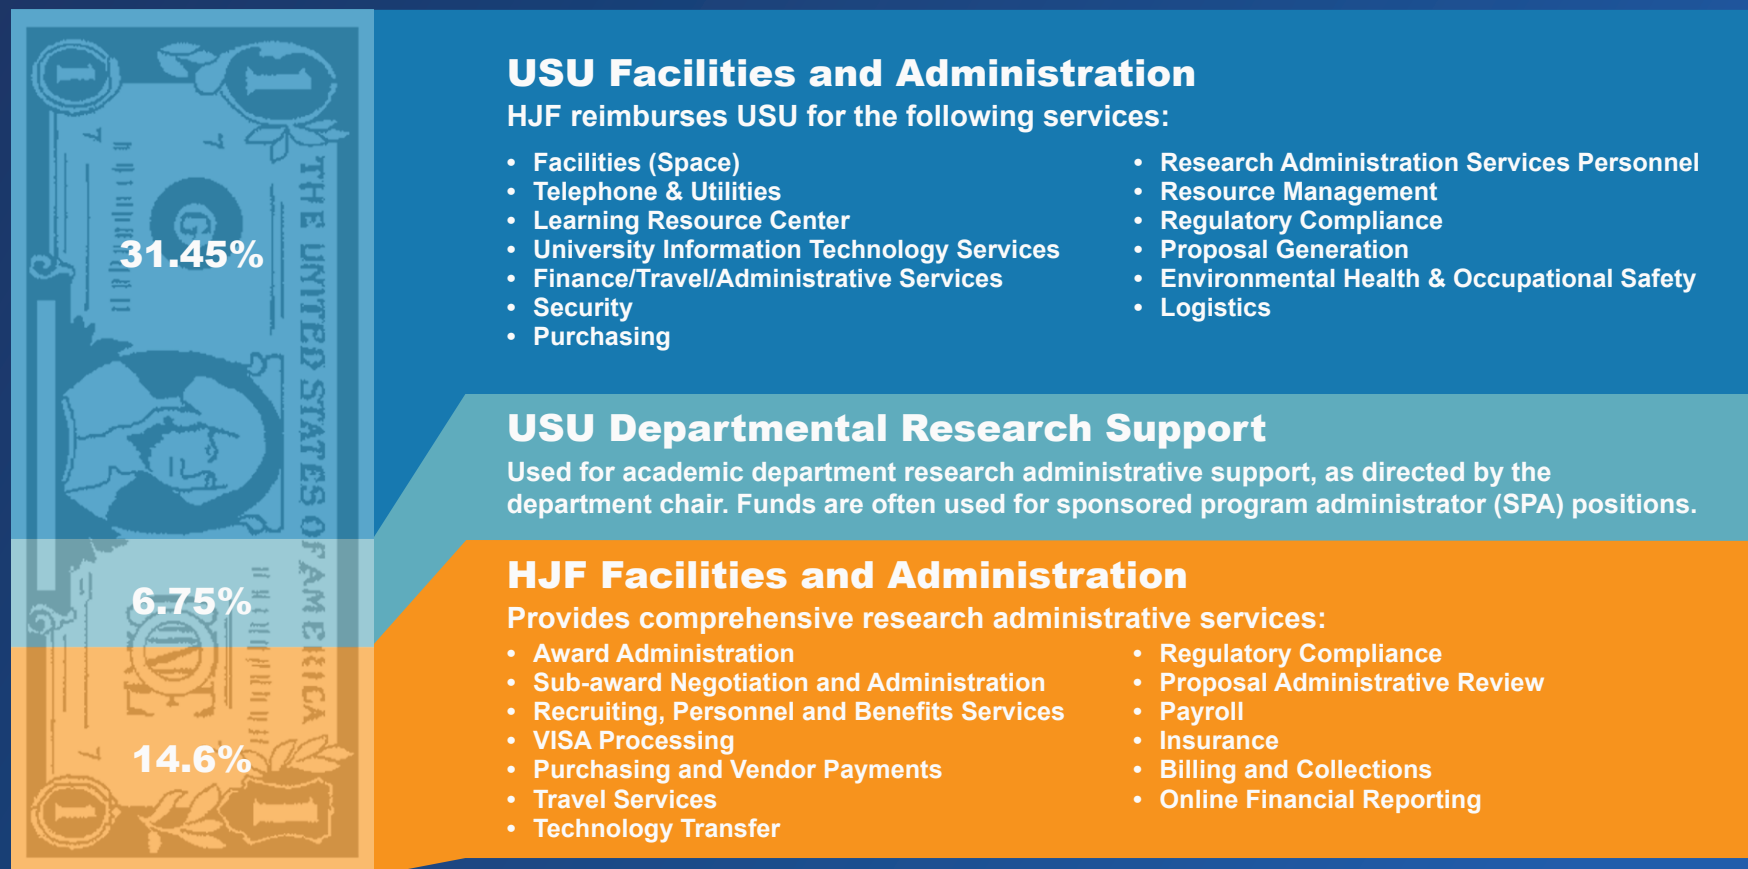 31.45%
6.75%
14.6%
THE UNITED STATES OF AMERICA
USU Facilities and Administration
HJF reimburses USU for the following services:
• Facilities (Space)
• Telephone & Utilities
• Learning Resource Center
• University Information Technology Services
• Finance/Travel/Administrative Services
• Security
• Purchasing
• Research Administration Services Personnel
• Resource Management
• Regulatory Compliance
• Proposal Generation
• Environmental Health & Occupational Safety
• Logistics
USU Departmental Research Support
Used for academic department research administrative support, as directed by the
department chair. Funds are often used for sponsored program administrator (SPA) positions.
HJF Facilities and Administration
Provides comprehensive research administrative services:
• Award Administration
• Sub-award Negotiation and Administration
• Recruiting, Personnel and Benefits Services
• VISA Processing
• Purchasing and Vendor Payments
• Travel Services
• Technology Transfer
• Regulatory Compliance
• Proposal Administrative Review
• Payroll
• Insurance
• Billing and Collections
• Online Financial Reporting